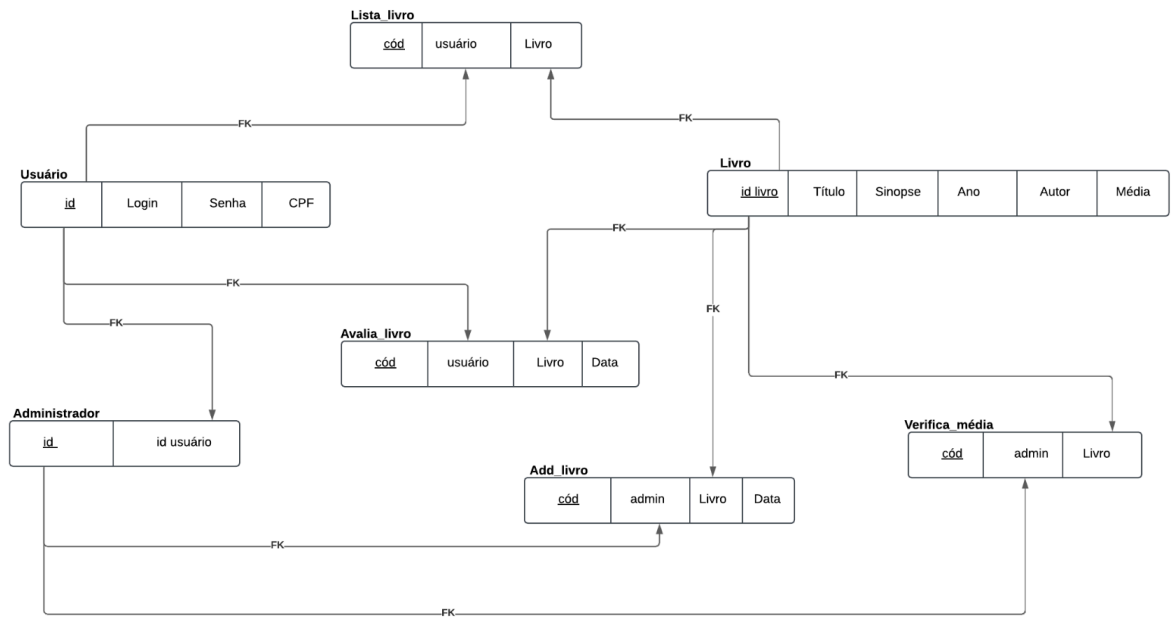 Lista_livro
cód usuário Livro
FK
FK
Usuário
id Login Senha CPF
Livro
id livro Título Sinopse Ano Autor Média
FK
FK
FK
FK
Avalia_livro
cód usuário Livro Data
FK
Administrador
id id usuário
Verifica_média
cód admin Livro
Add_livro
cód admin Livro Data
FK
FK